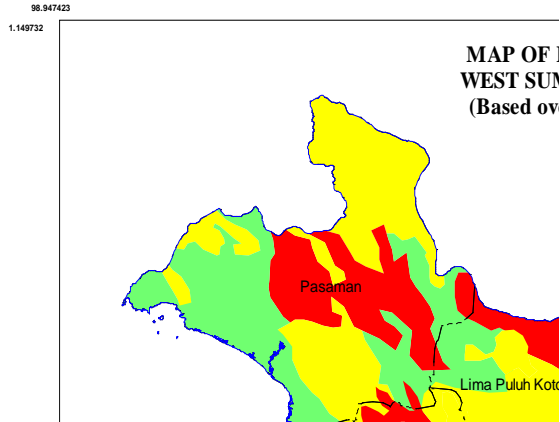 98.947423
1.149732
MAP OF
WEST SUM
(Based ov
Pasaman
Lima Puluh Koto